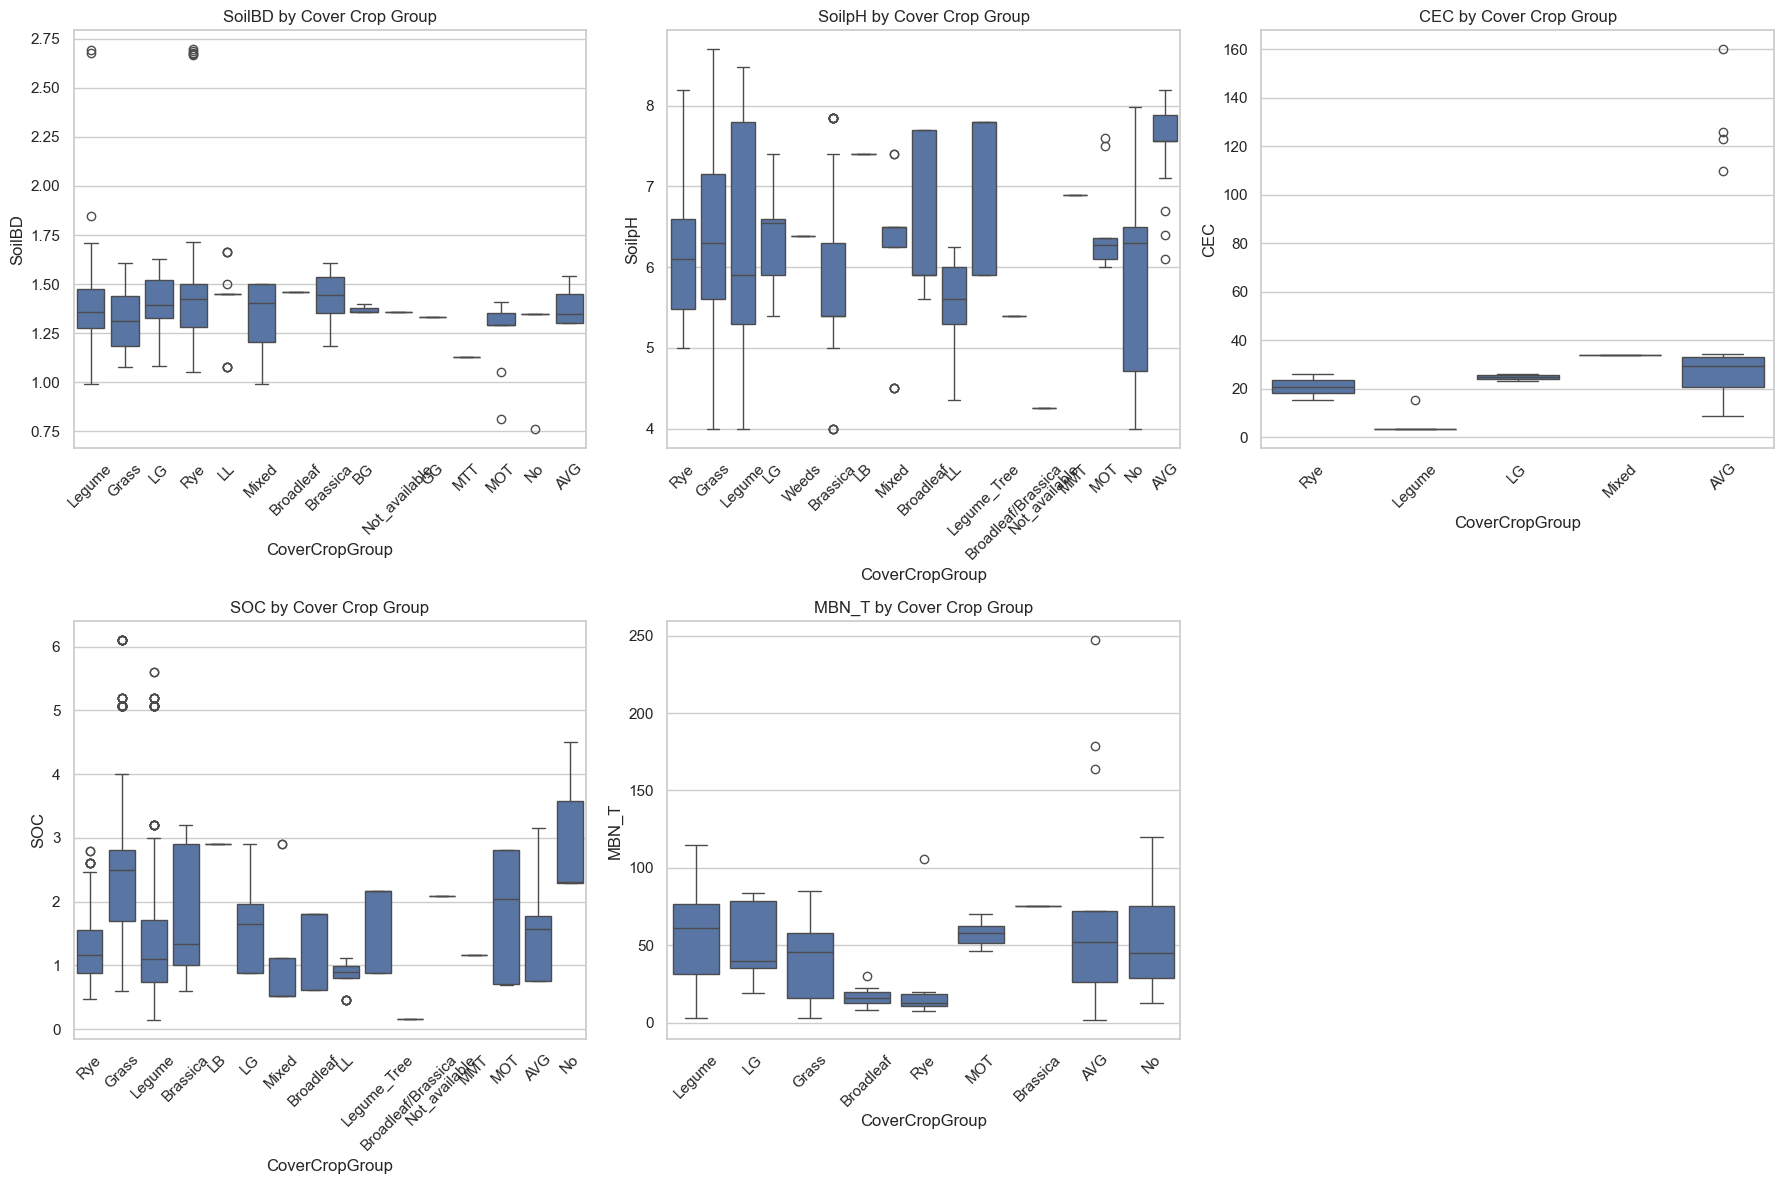 SoilBD by Cover Crop Group
2.75
2.50
2.25
2.00
1.75
1.50
1.25
1.00
0.75
SoilBD
Legume
Grass
LG
Rye
LL
Mixed
Broadleaf
Brassica
BG
Not_available
GG
MTT
MOT
No
AVG
CoverCropGroup
SoilpH by Cover Crop Group
8
7
6
5
4
SoilpH
Rye
Grass
Legume
LG
Weeds
Brassica
LB
Mixed
Broadleaf
LL
Legume_Tree
Broadleaf/Brassica
Not_available
MMT
MOT
No
AVG
CoverCropGroup
CEC by Cover Crop Group
160
140
120
100
80
60
40
20
0
CEC
Rye
Legume
LG
Mixed
AVG
CoverCropGroup
SOC by Cover Crop Group
6
5
4
3
2
1
0
SOC
Rye
Grass
Legume
Brassica
LB
LG
Mixed
Broadleaf
LL
Legume_Tree
Broadleaf/Brassica
Not_available
MMT
MOT
AVG
No
CoverCropGroup
MBN_T by Cover Crop Group
250
200
150
100
50
0
MBN_T
Legume
LG
Grass
Broadleaf
Rye
MOT
Brassica
AVG
No
CoverCropGroup